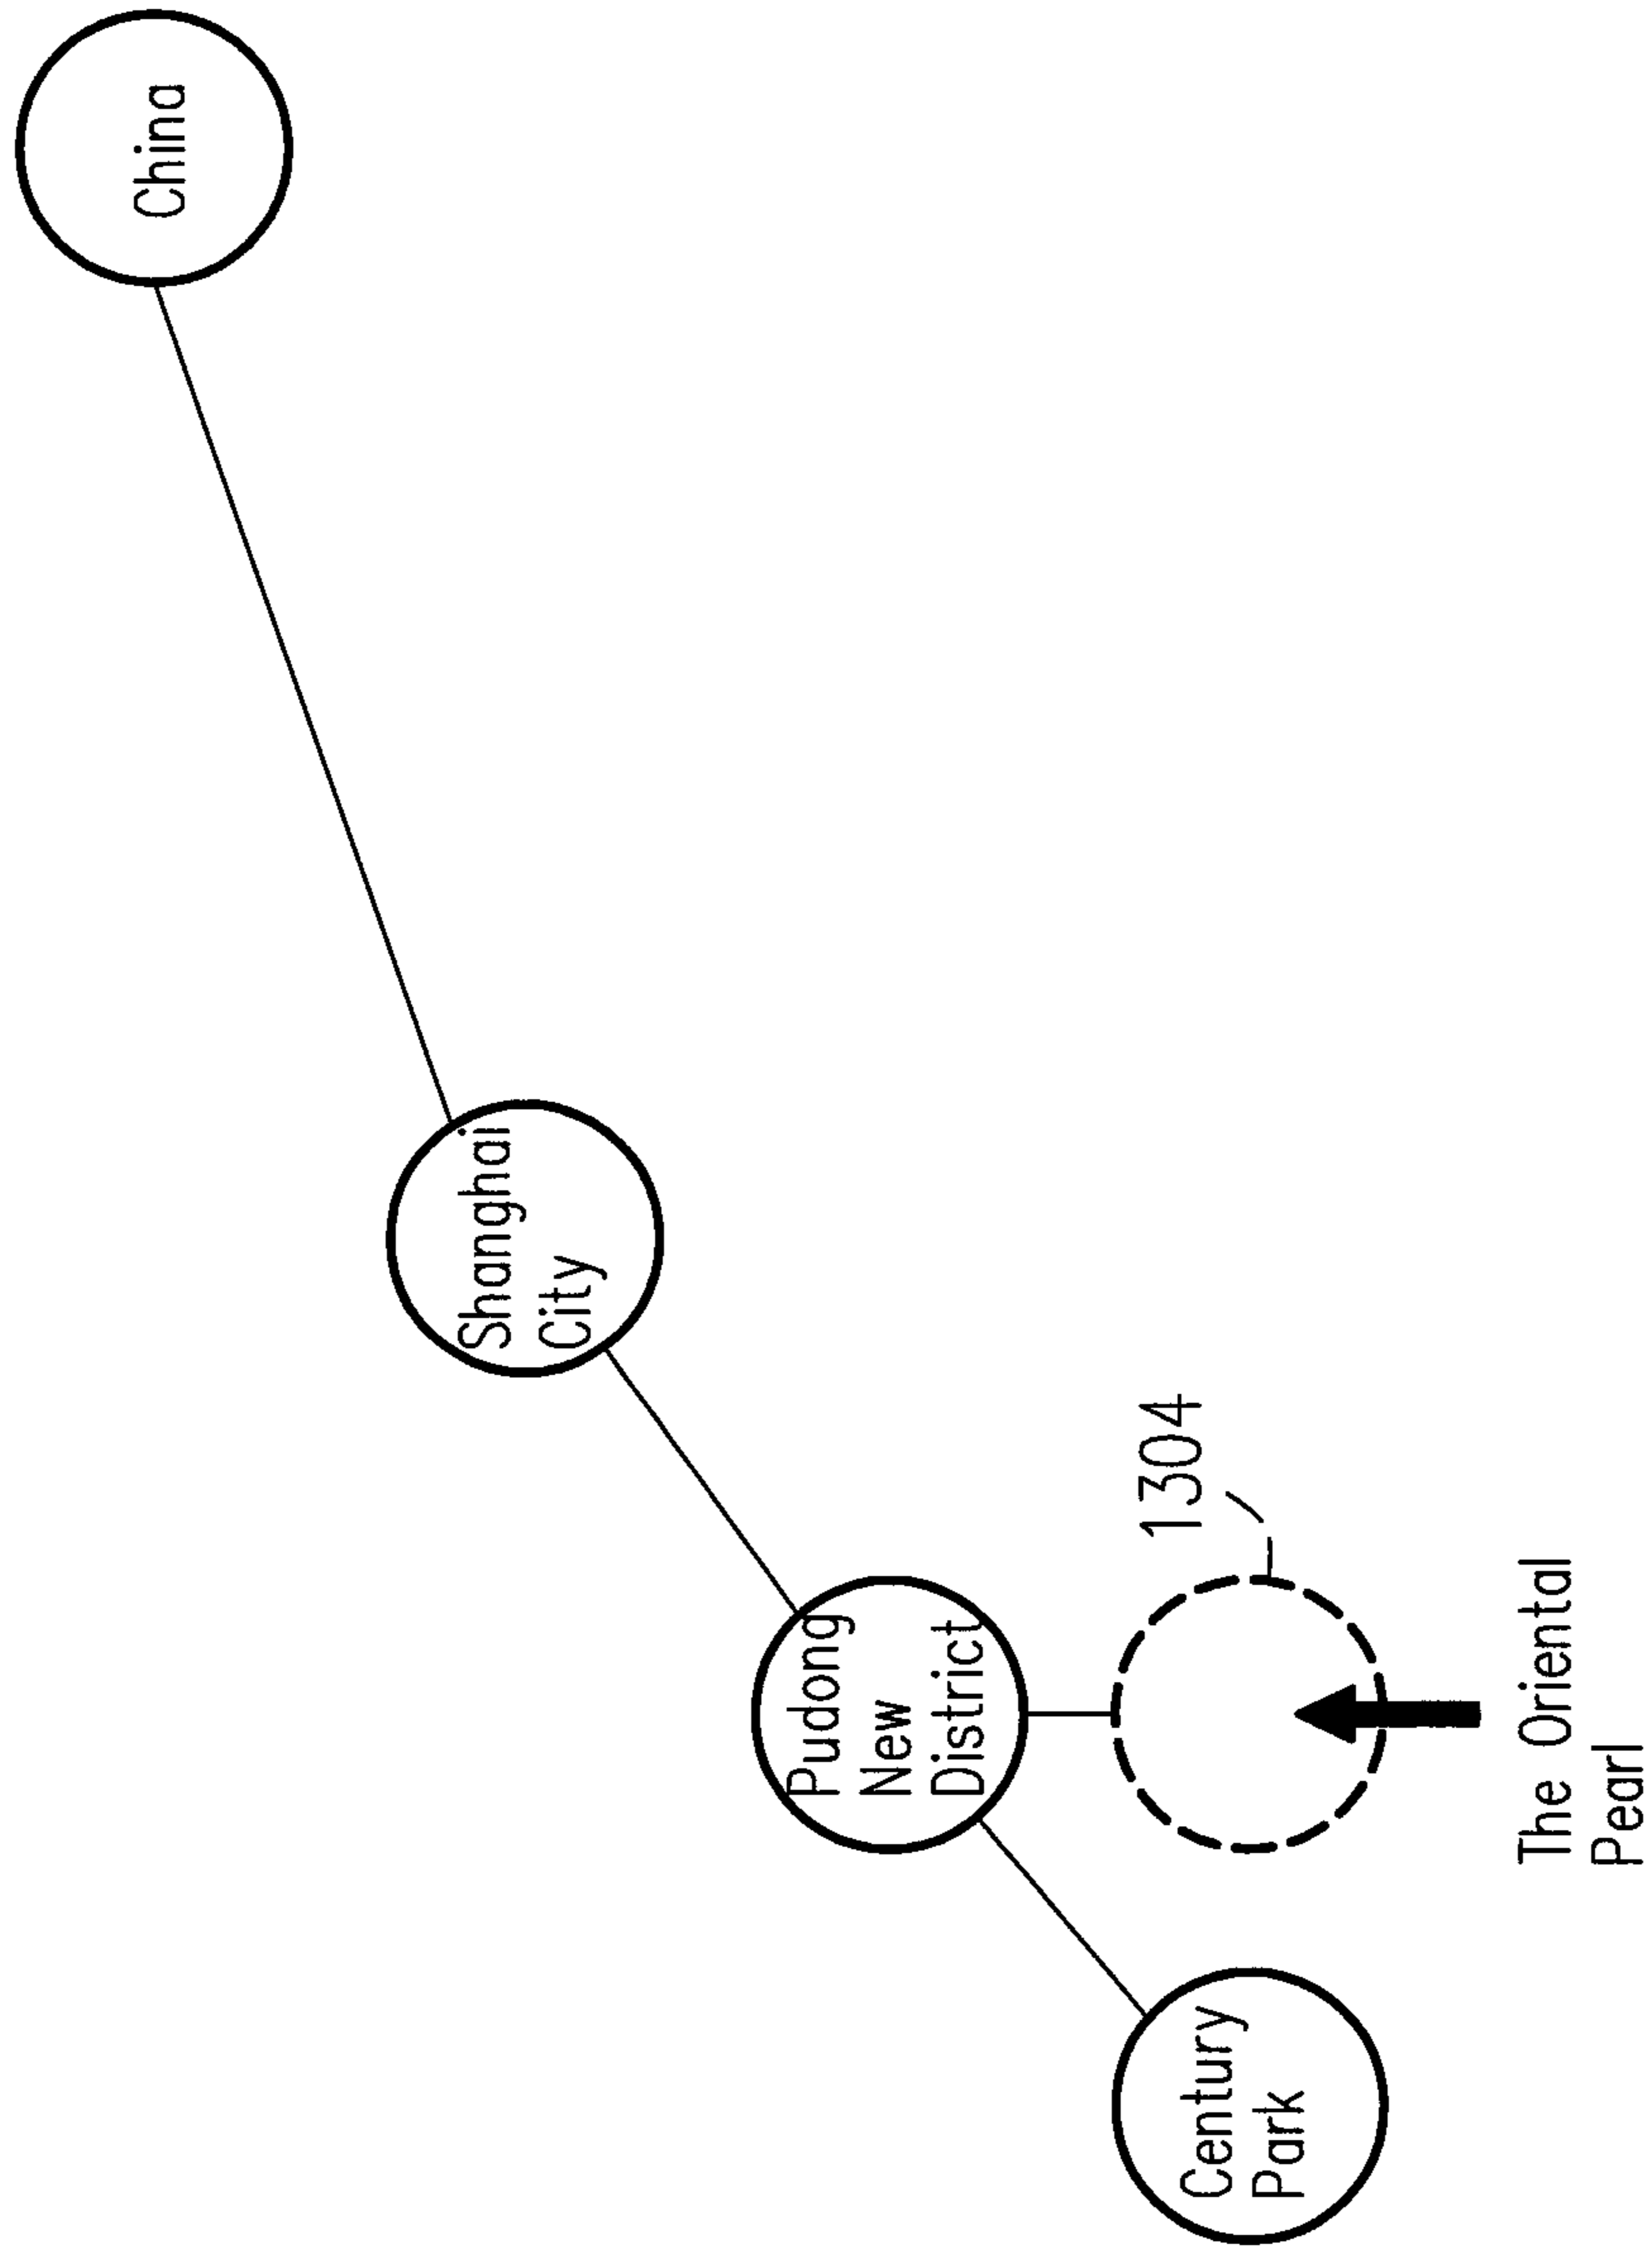 China
Shanghai
City
Pudong
New
District
Century
Park
1304
The Oriental
Pearl